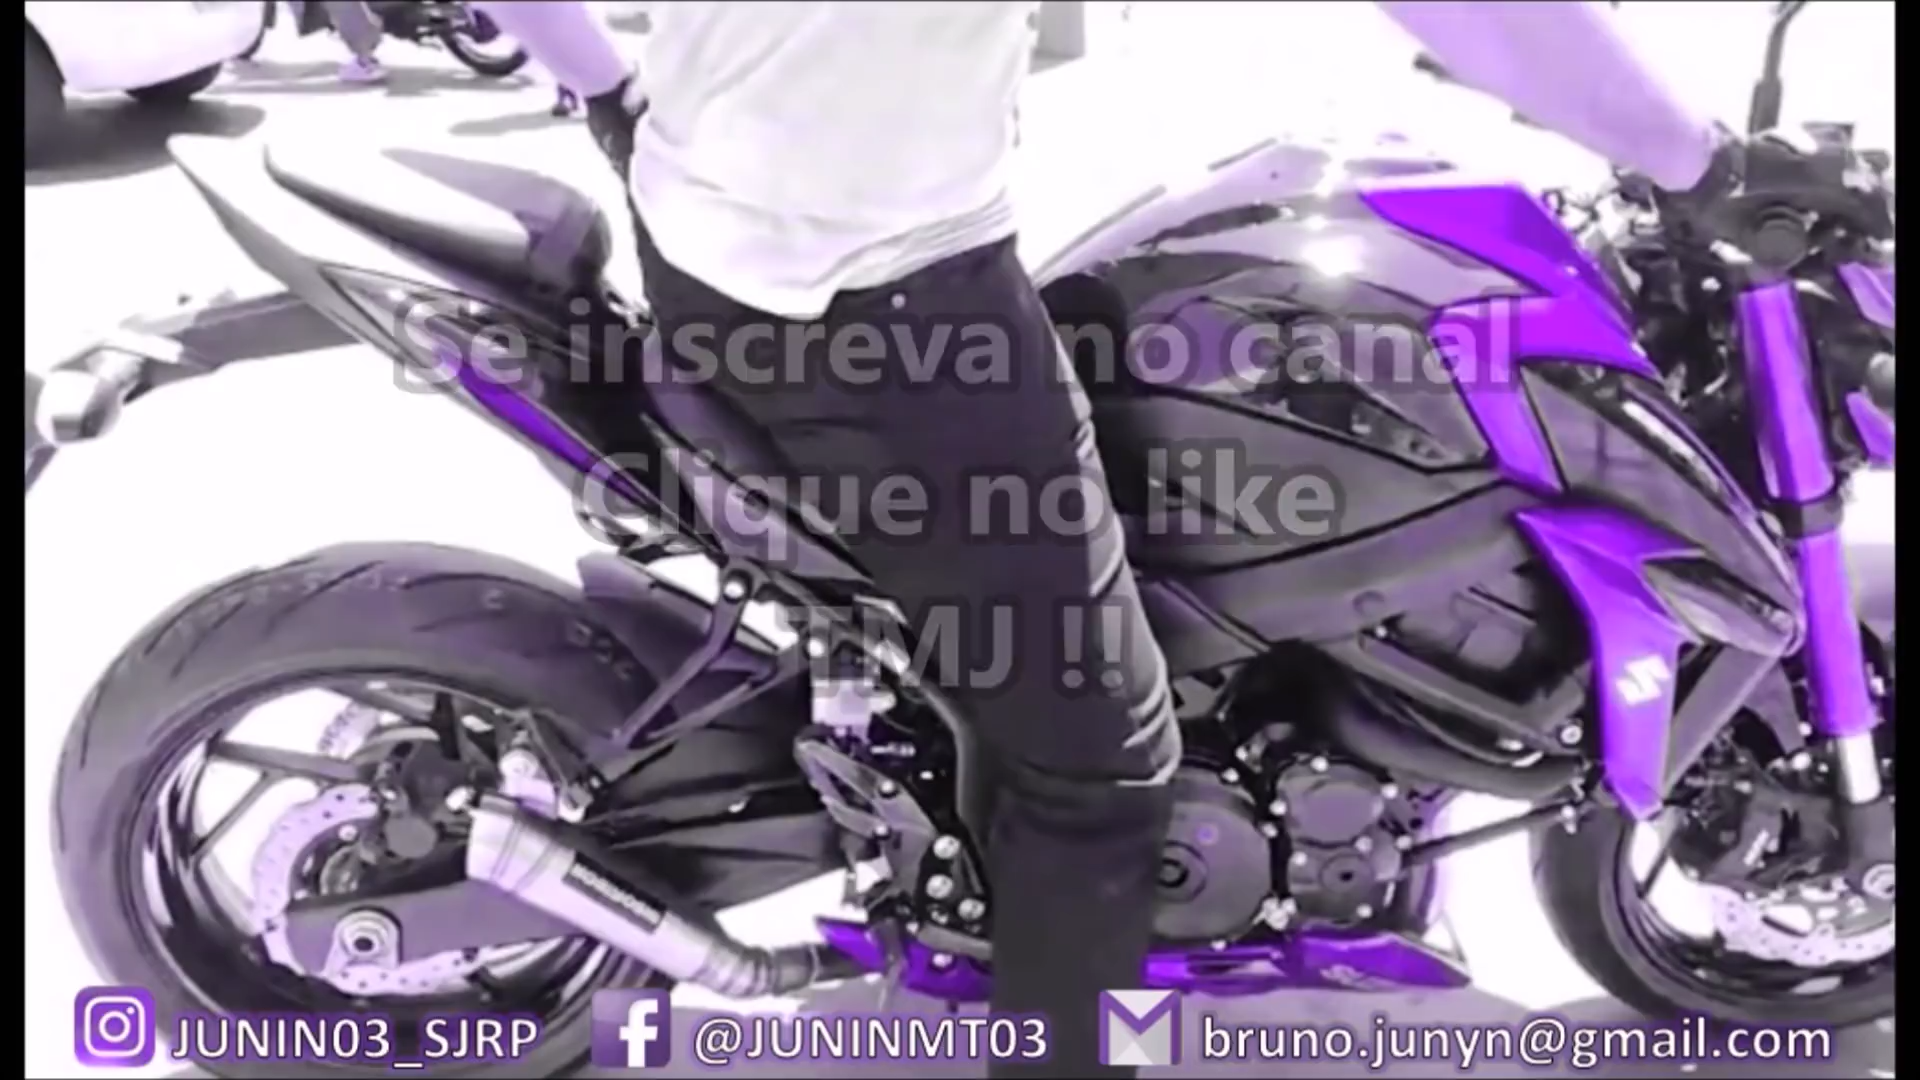 Se inscreva no canal
Clique no like
TMJ !!
JUNIN03_SJRP @JUNINMT03 bruno.junyn@gmail.com